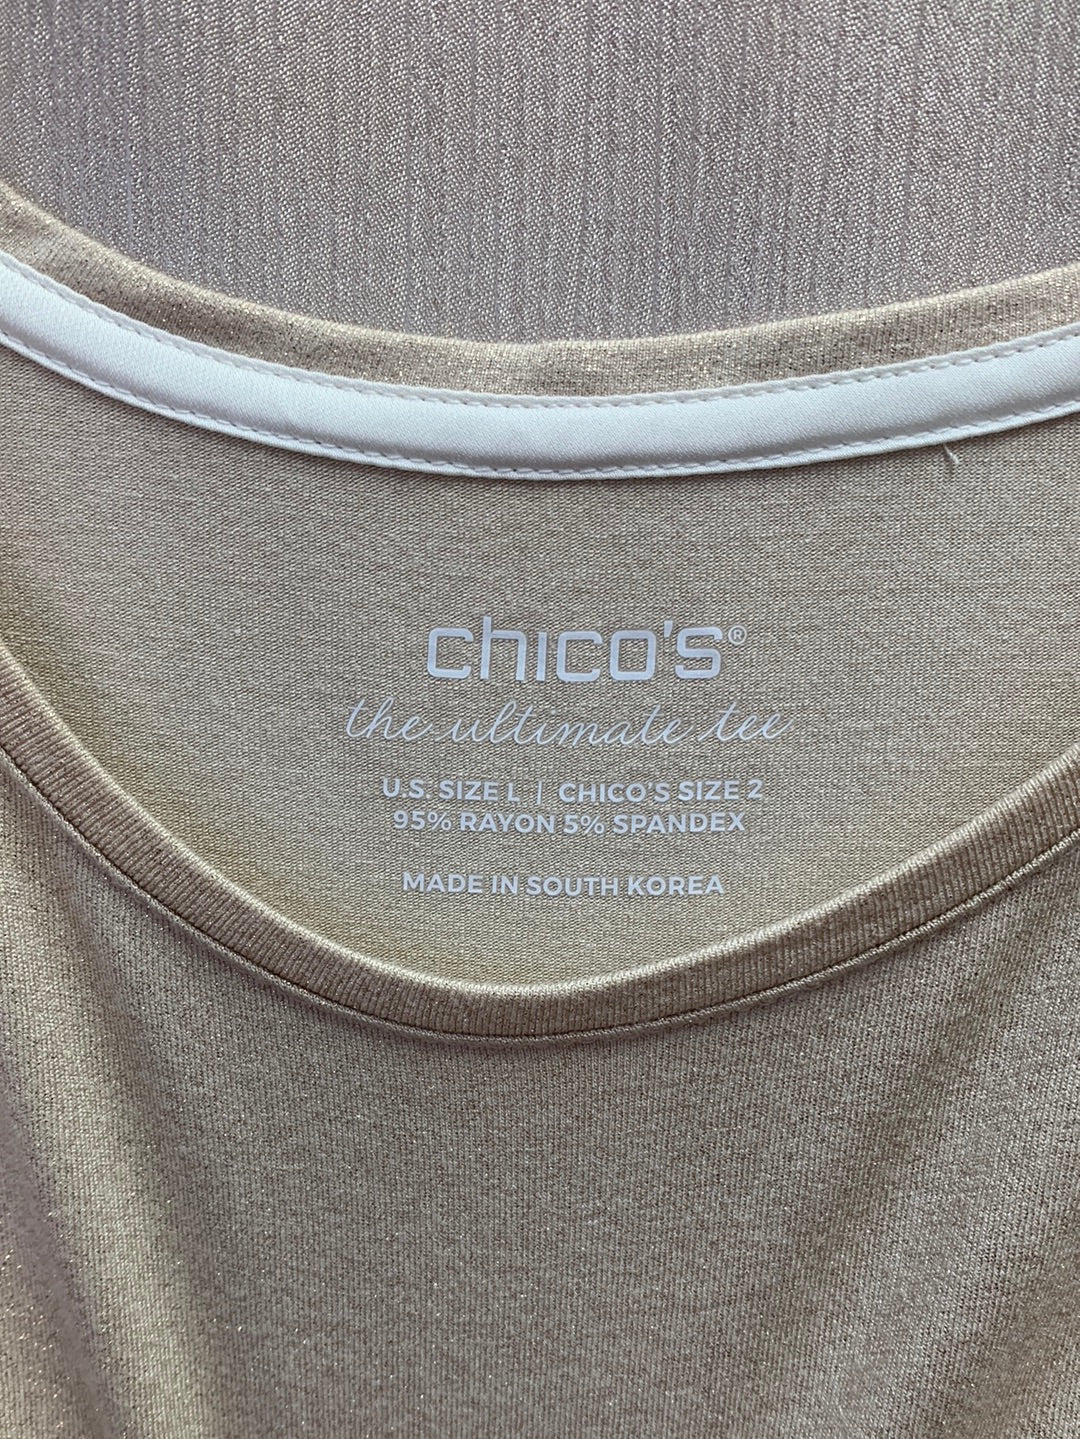 chico's®
the ultimate tee
U.S. SIZE L | CHICO'S SIZE 2
95% RAYON 5% SPANDEX
MADE IN SOUTH KOREA